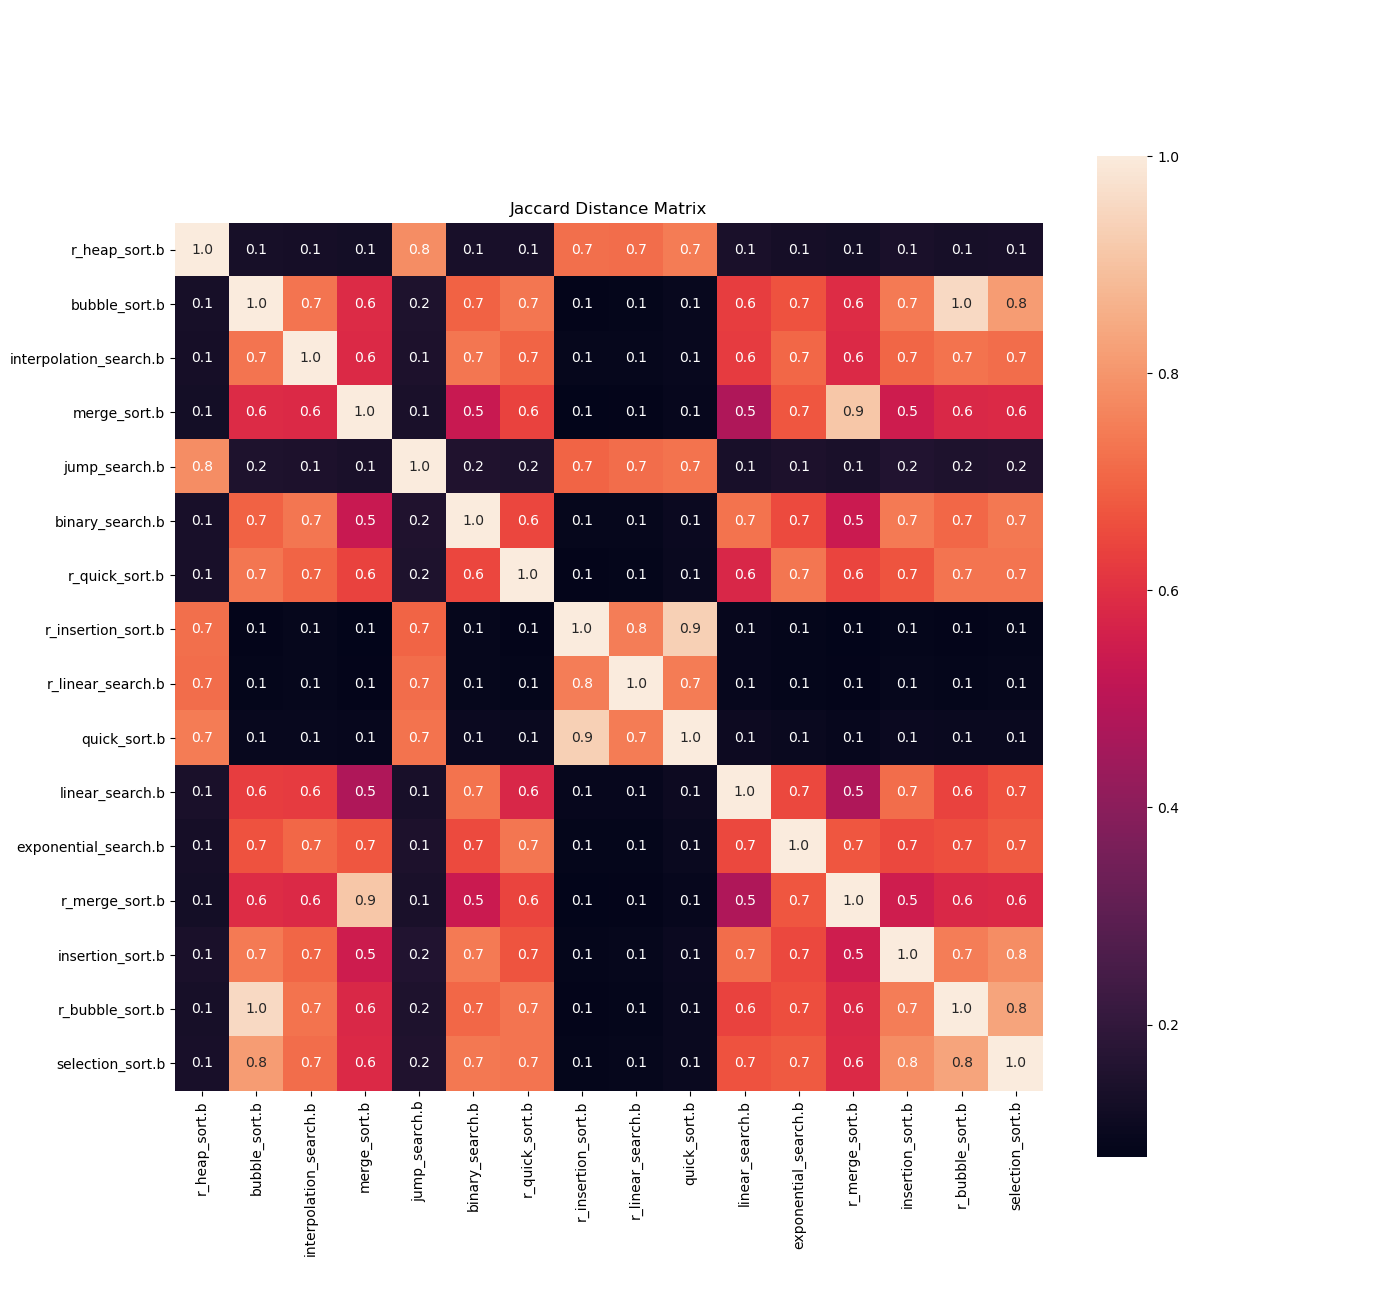 Jaccard Distance Matrix
r_heap_sort.b 1.0 0.1 0.1 0.1 0.8 0.1 0.1 0.7 0.7 0.7 0.1 0.1 0.1 0.1 0.1 0.1
bubble_sort.b 0.1 1.0 0.7 0.6 0.2 0.7 0.7 0.1 0.1 0.1 0.6 0.7 0.6 0.7 1.0 0.8
interpolation_search.b 0.1 0.7 1.0 0.6 0.1 0.7 0.7 0.1 0.1 0.1 0.6 0.7 0.6 0.7 0.7 0.7
merge_sort.b 0.1 0.6 0.6 1.0 0.1 0.5 0.6 0.1 0.1 0.1 0.5 0.7 0.9 0.5 0.6 0.6
jump_search.b 0.8 0.2 0.1 0.1 1.0 0.2 0.2 0.7 0.7 0.7 0.1 0.1 0.1 0.2 0.2 0.2
binary_search.b 0.1 0.7 0.7 0.5 0.2 1.0 0.6 0.1 0.1 0.1 0.7 0.7 0.5 0.7 0.7 0.7
r_quick_sort.b 0.1 0.7 0.7 0.6 0.2 0.6 1.0 0.1 0.1 0.1 0.6 0.7 0.6 0.7 0.7 0.7
r_insertion_sort.b 0.7 0.1 0.1 0.1 0.7 0.1 0.1 1.0 0.8 0.9 0.1 0.1 0.1 0.1 0.1 0.1
r_linear_search.b 0.7 0.1 0.1 0.1 0.7 0.1 0.1 0.8 1.0 0.7 0.1 0.1 0.1 0.1 0.1 0.1
quick_sort.b 0.7 0.1 0.1 0.1 0.7 0.1 0.1 0.9 0.7 1.0 0.1 0.1 0.1 0.1 0.1 0.1
linear_search.b 0.1 0.6 0.6 0.5 0.1 0.7 0.6 0.1 0.1 0.1 1.0 0.7 0.5 0.7 0.6 0.7
exponential_search.b 0.1 0.7 0.7 0.7 0.1 0.7 0.7 0.1 0.1 0.1 0.7 1.0 0.7 0.7 0.7 0.7
r_merge_sort.b 0.1 0.6 0.6 0.9 0.1 0.5 0.6 0.1 0.1 0.1 0.5 0.7 1.0 0.5 0.6 0.6
insertion_sort.b 0.1 0.7 0.7 0.5 0.2 0.7 0.7 0.1 0.1 0.1 0.7 0.7 0.5 1.0 0.7 0.8
r_bubble_sort.b 0.1 1.0 0.7 0.6 0.2 0.7 0.7 0.1 0.1 0.1 0.6 0.7 0.6 0.7 1.0 0.8
selection_sort.b 0.1 0.8 0.7 0.6 0.2 0.7 0.7 0.1 0.1 0.1 0.7 0.7 0.6 0.8 0.8 1.0
r_heap_sort.b
bubble_sort.b
interpolation_search.b
merge_sort.b
jump_search.b
binary_search.b
r_quick_sort.b
r_insertion_sort.b
r_linear_search.b
quick_sort.b
linear_search.b
exponential_search.b
r_merge_sort.b
insertion_sort.b
r_bubble_sort.b
selection_sort.b
1.0
0.8
0.6
0.4
0.2